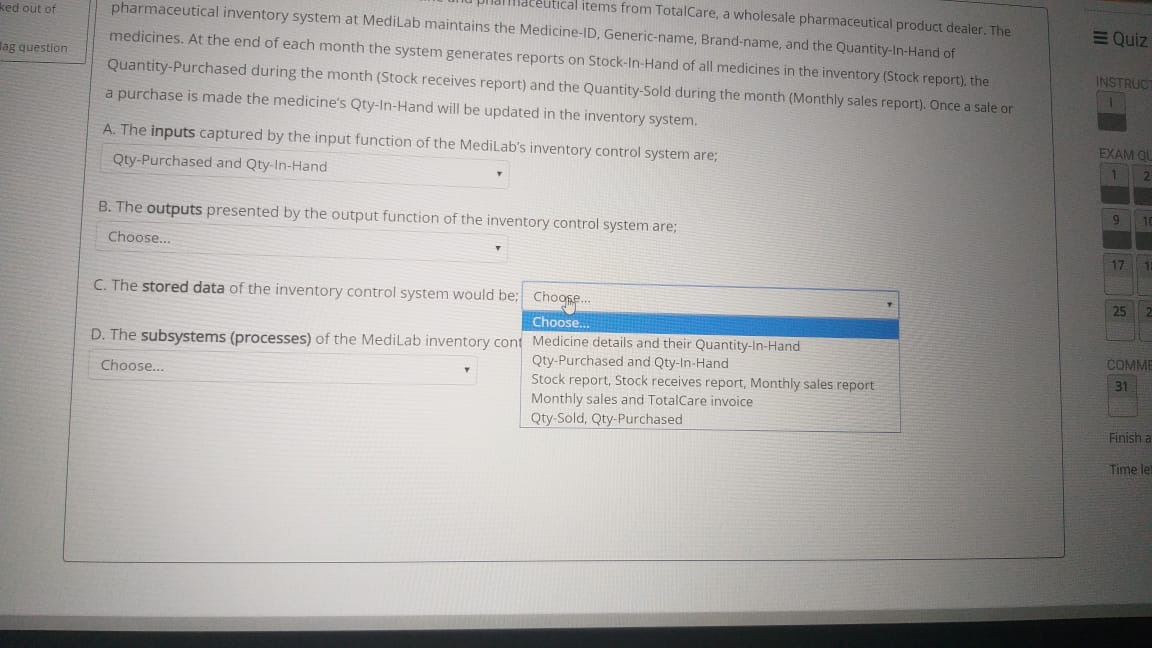 ked out of
lag question
pharmaceutical items from TotalCare, a wholesale pharmaceutical product dealer. The
pharmaceutical inventory system at MediLab maintains the Medicine-ID, Generic-name, Brand-name, and the Quantity-In-Hand of
medicines. At the end of each month the system generates reports on Stock-In-Hand of all medicines in the inventory (Stock report), the
Quantity-Purchased during the month (Stock receives report) and the Quantity-Sold during the month (Monthly sales report). Once a sale or
a purchase is made the medicine's Qty-In-Hand will be updated in the inventory system.
A. The inputs captured by the input function of the MediLab's inventory control system are;
Qty-Purchased and Qty-In-Hand
B. The outputs presented by the output function of the inventory control system are;
Choose...
C. The stored data of the inventory control system would be; Choose...
Choose...
Medicine details and their Quantity-In-Hand
Qty-Purchased and Qty-In-Hand
Stock report, Stock receives report, Monthly sales report
Monthly sales and TotalCare invoice
Qty-Sold, Qty-Purchased
D. The subsystems (processes) of the MediLab inventory cont
Choose...
Quiz
INSTRUCT
I
EXAM QU
1 2
9 1
17 1
25 2
COMME
31
Finish a
Time le